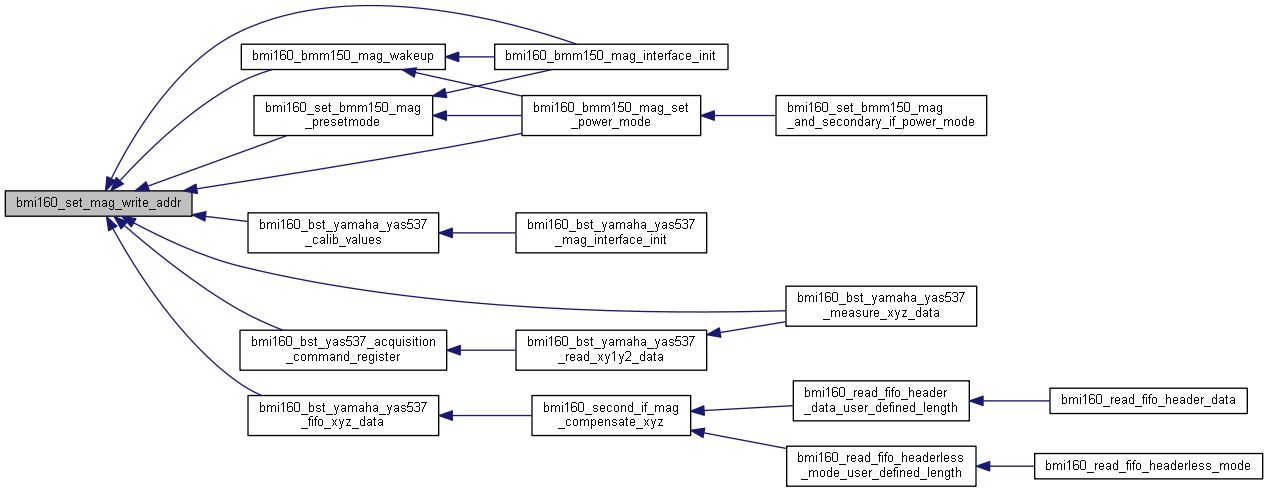 bmi160_set_mag_write_addr
bmi160_bmm150_mag_wakeup
bmi160_bmm150_mag_interface_init
bmi160_set_bmm150_mag
_presetmode
bmi160_bmm150_mag_set
_power_mode
bmi160_set_bmm150_mag
_and_secondary_if_power_mode
bmi160_bst_yamaha_yas537
_calib_values
bmi160_bst_yamaha_yas537
_mag_interface_init
bmi160_bst_yamaha_yas537
_measure_xyz_data
bmi160_bst_yas537_acquisition
_command_register
bmi160_bst_yamaha_yas537
_read_xy1y2_data
bmi160_bst_yamaha_yas537
_fifo_xyz_data
bmi160_second_if_mag
_compensate_xyz
bmi160_read_fifo_header
_data_user_defined_length
bmi160_read_fifo_header_data
bmi160_read_fifo_headerless
_mode_user_defined_length
bmi160_read_fifo_headerless_mode